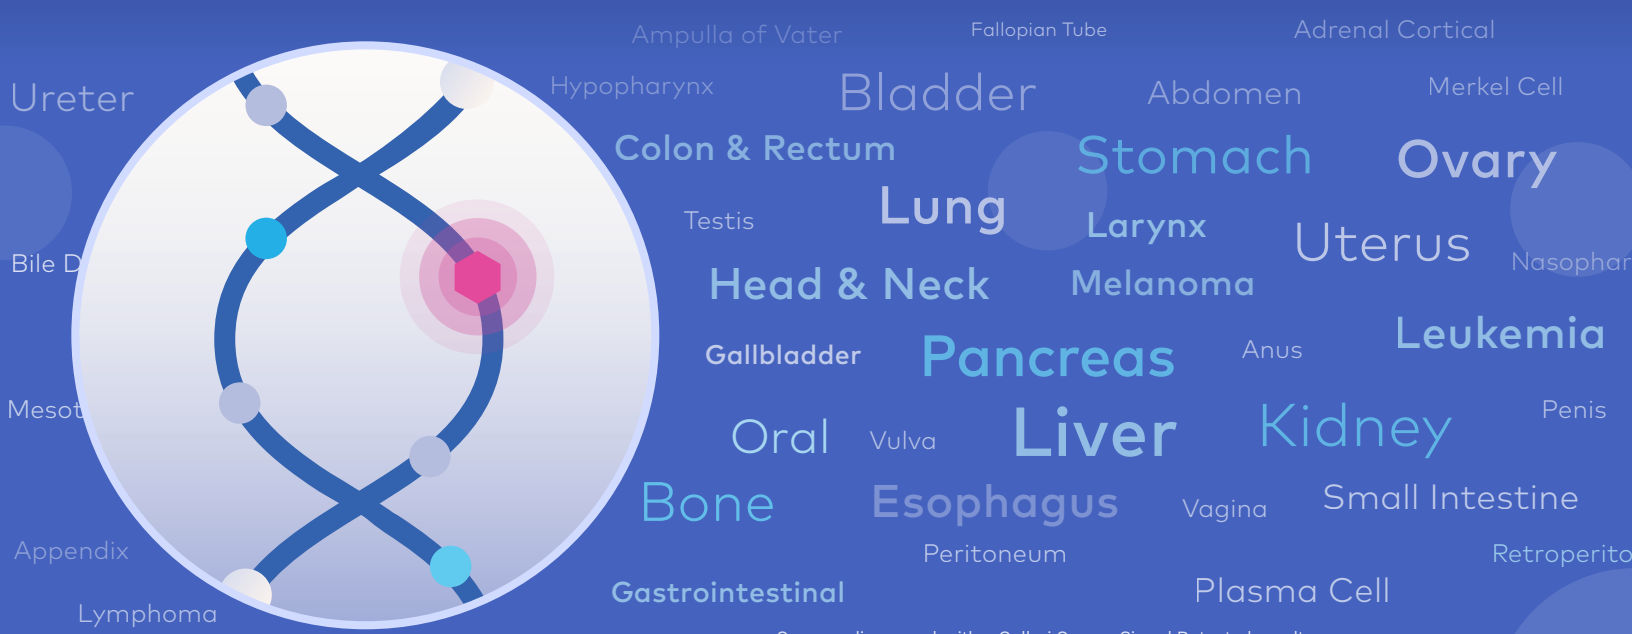 Ampulla of Vater
Fallopian Tube
Adrenal Cortical
Ureter
Hypopharynx
Bladder
Abdomen
Merkel Cell
Colon & Rectum
Stomach
Ovary
Testis
Lung
Larynx
Uterus
Bile D
Nasophar
Head & Neck
Melanoma
Gallbladder
Pancreas
Anus
Leukemia
Mesot
Oral
Vulva
Liver
Kidney
Penis
Bone
Esophagus
Vagina
Small Intestine
Appendix
Peritoneum
Retroperito
Gastrointestinal
Plasma Cell
Lymphoma